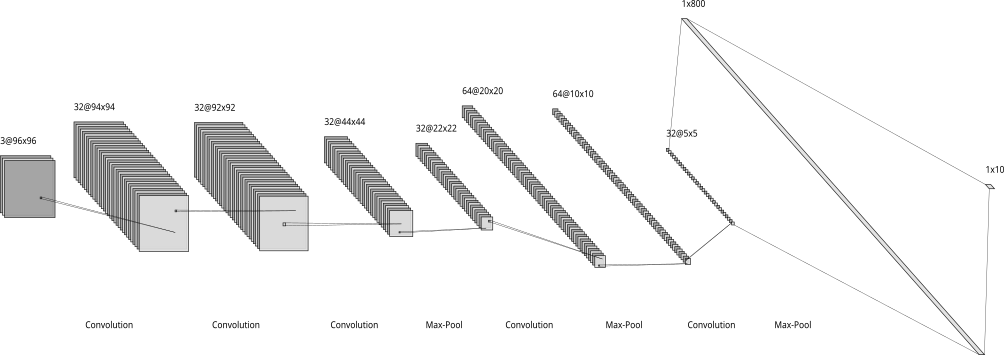 1x800
64@20x20
64@10x10
32@94x94
32@92x92
32@44x44
32@22x22
32@5x5
3@96x96
1x10
Convolution
Convolution
Convolution
Max-Pool
Convolution
Max-Pool
Convolution
Max-Pool